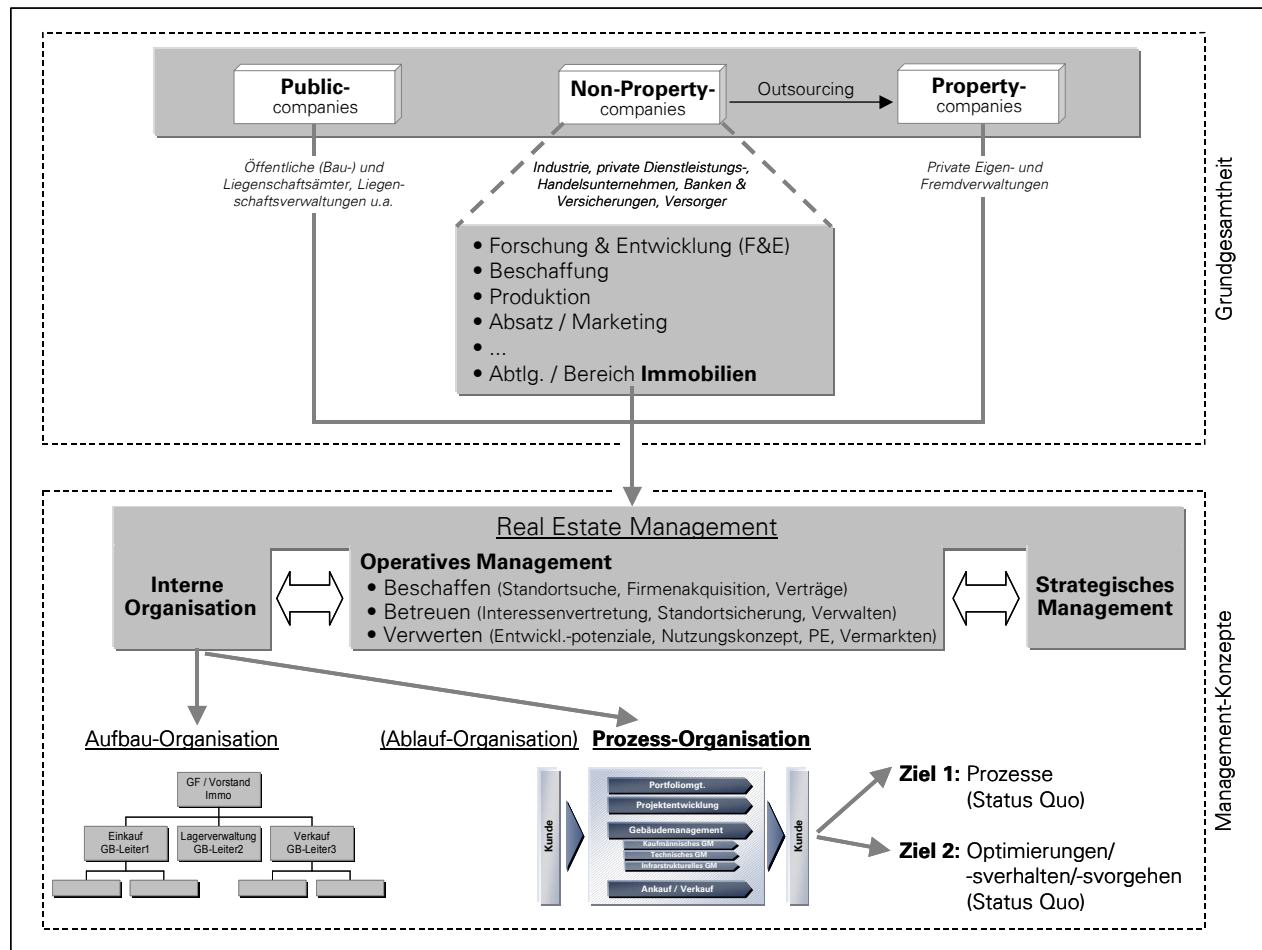 Public-
companies
Non-Property-
companies
Outsourcing
Property-
companies
Öffentliche (Bau-) und
Liegenschaftsämter, Liegen-
schaftsverwaltungen u.a.
Industrie, private Dienstleistungs-,
Handelsunternehmen, Banken &
Versicherungen, Versorger
Private Eigen- und
Fremdverwaltungen
• Forschung & Entwicklung (F&E)
• Beschaffung
• Produktion
• Absatz / Marketing
• ...
• Abtlg. / Bereich Immobilien
Grundgesamtheit
Real Estate Management
Interne
Organisation
Operatives Management
• Beschaffen (Standortsuche, Firmenakquisition, Verträge)
• Betreuen (Interessenvertretung, Standortsicherung, Verwalten)
• Verwerten (Entwickl.-potenziale, Nutzungskonzept, PE, Vermarkten)
Strategisches
Management
Management-Konzepte
Aufbau-Organisation
(Ablauf-Organisation) Prozess-Organisation
GF / Vorstand
Immo
Einkauf
GB-Leiter1
Lagerverwaltung
GB-Leiter2
Verkauf
GB-Leiter3
Kunde
Portfoliomgt.
Projektentwicklung
Gebäudemanagement
Kaufmännisches GM
Technisches GM
Infrastrukturelles GM
Ankauf / Verkauf
Kunde
Ziel 1: Prozesse
(Status Quo)
Ziel 2: Optimierungen/
-sverhalten/-svorgehen
(Status Quo)